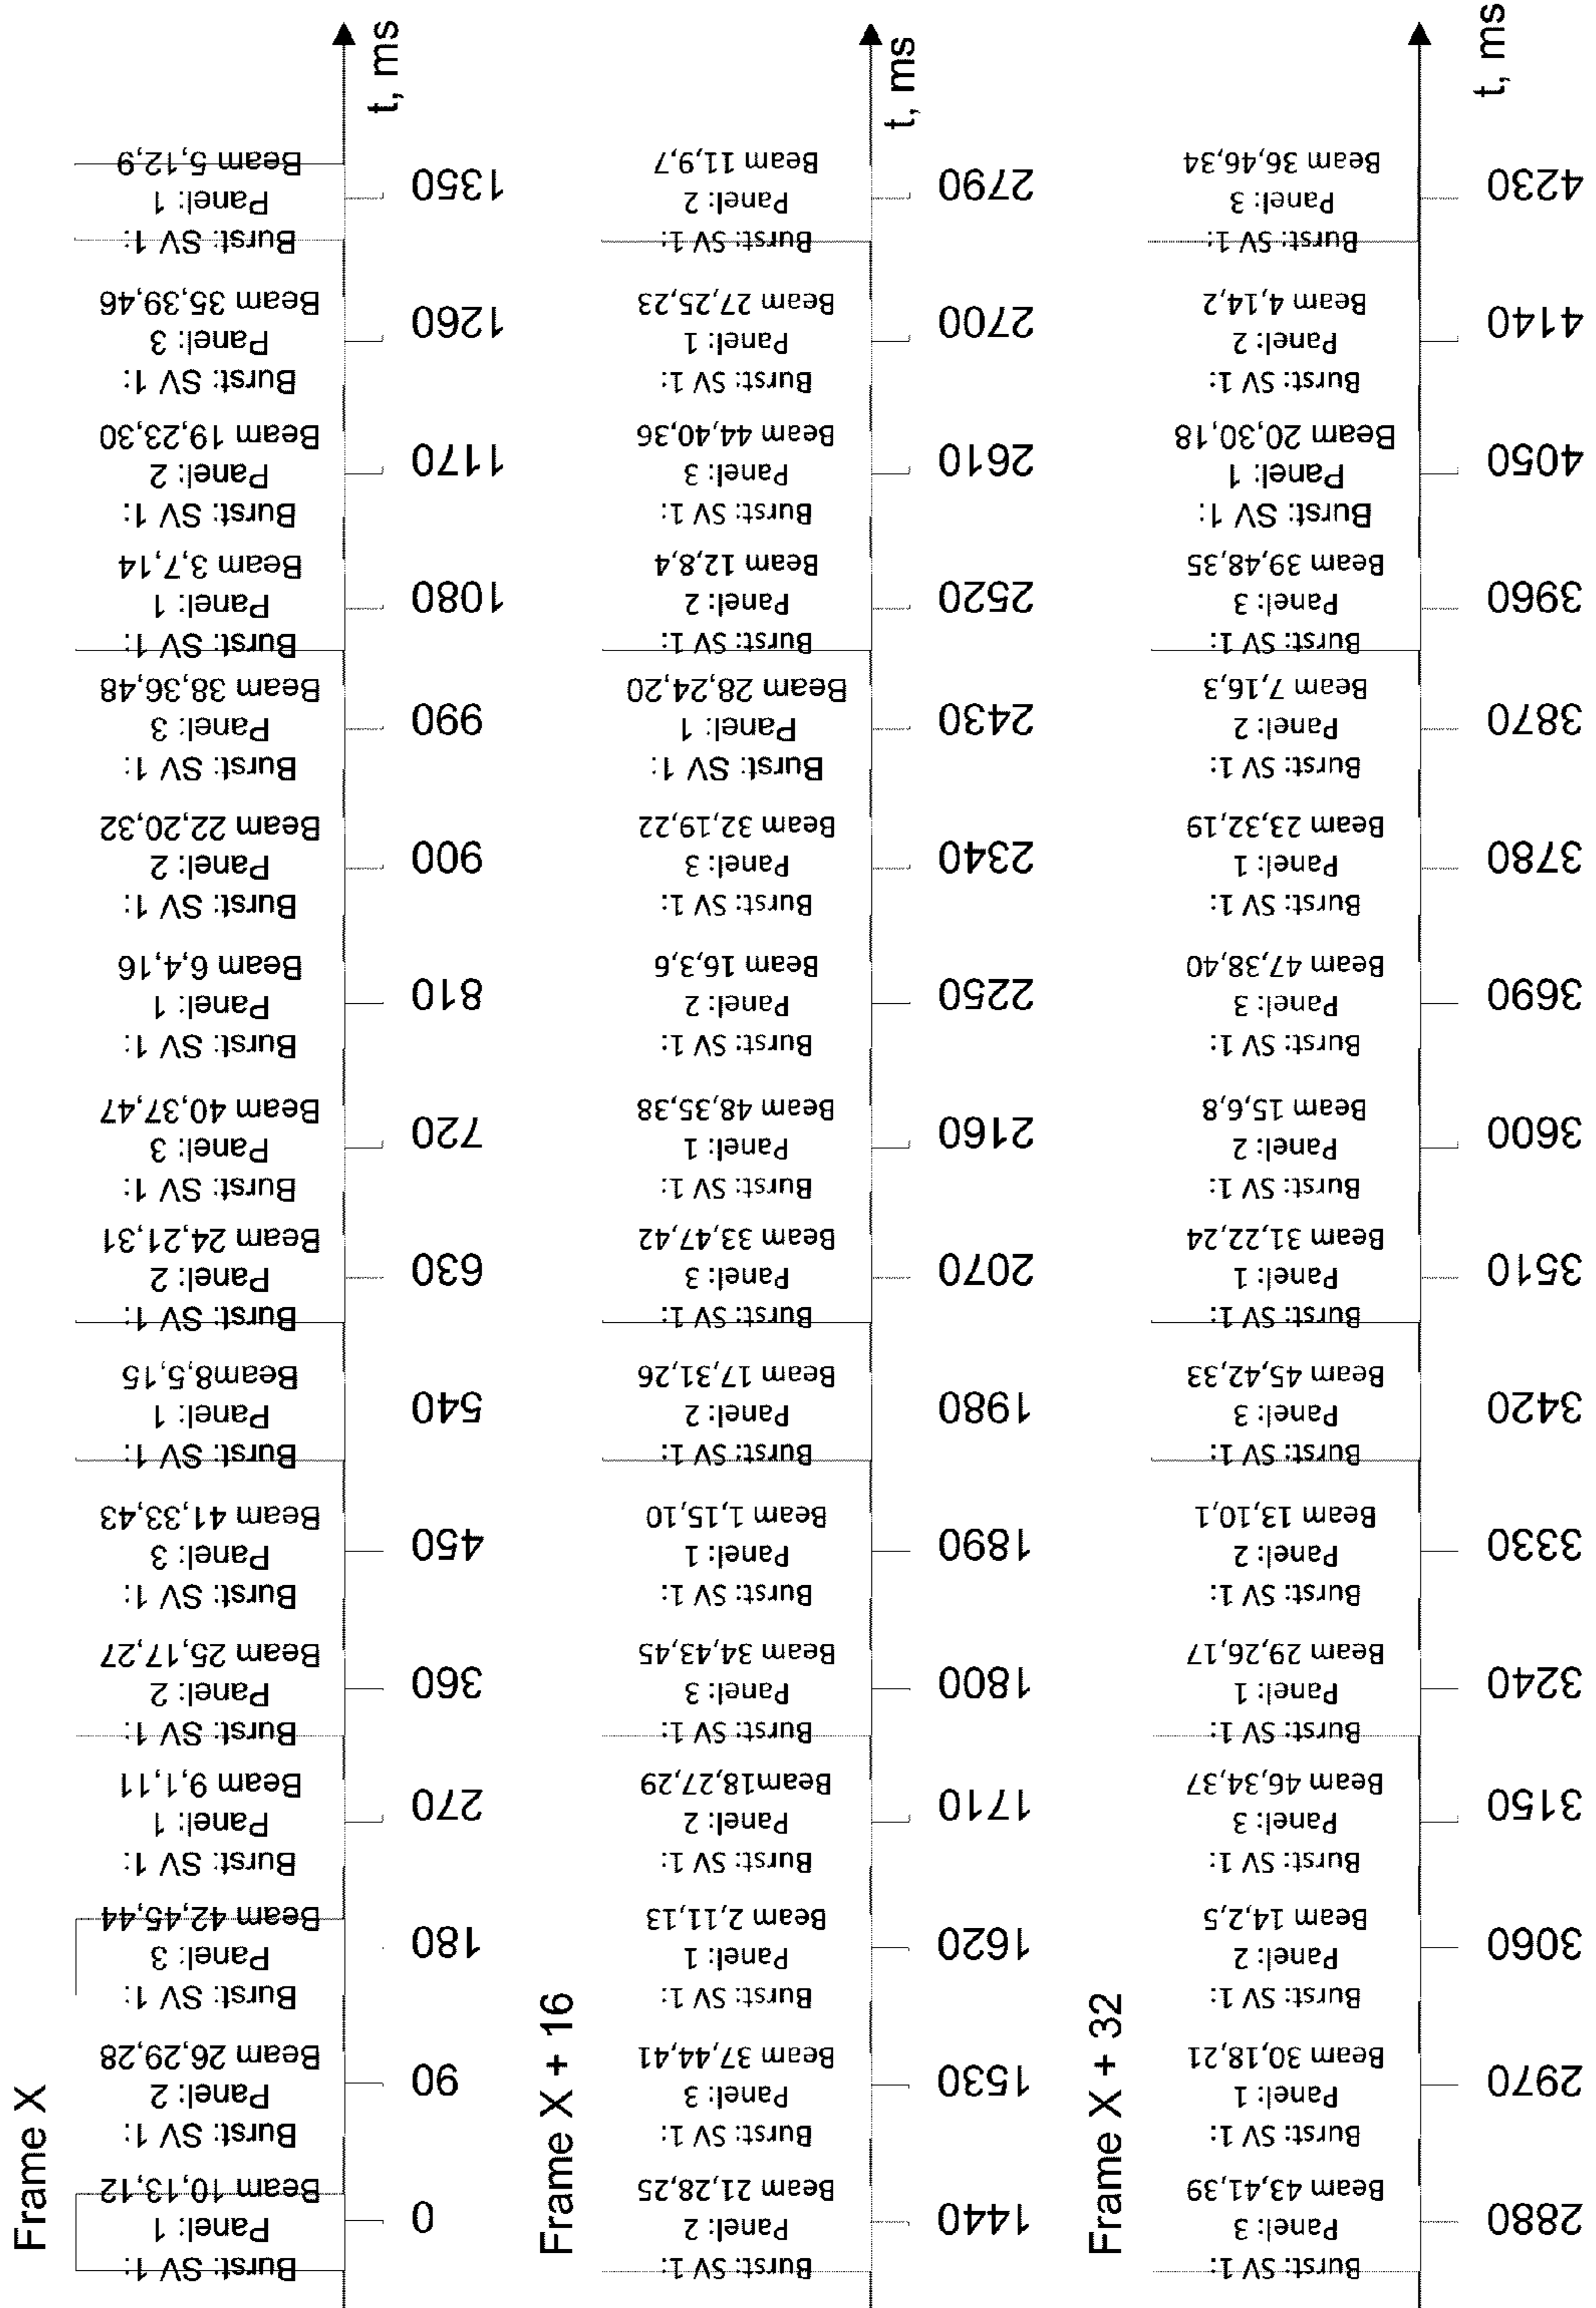 Frame X
Burst: SV 1:
Panel: 1
Beam 10,13,12
0
Burst: SV 1:
Panel: 2
Beam 26,29,28
90
Burst: SV 1:
Panel: 3
Beam 42,45,44
180
Burst: SV 1:
Panel: 1
Beam 9,1,11
270
Burst: SV 1:
Panel: 2
Beam 25,17,27
360
Burst: SV 1:
Panel: 3
Beam 41,33,43
450
Burst: SV 1:
Panel: 1
Beam8,5,15
540
Burst: SV 1:
Panel: 2
Beam 24,21,31
630
Burst: SV 1:
Panel: 3
Beam 40,37,47
720
Burst: SV 1:
Panel: 1
Beam 6,4,16
810
Burst: SV 1:
Panel: 2
Beam 22,20,32
900
Burst: SV 1:
Panel: 3
Beam 38,36,48
990
Burst: SV 1:
Panel: 1
Beam 3,7,14
1080
Burst: SV 1:
Panel: 2
Beam 19,23,30
1170
Burst: SV 1:
Panel: 3
Beam 35,39,46
1260
Burst: SV 1:
Panel: 1
Beam 5,12,9
1350
t, ms
Frame X + 16
Burst: SV 1:
Panel: 2
Beam 21,28,25
1440
Burst: SV 1:
Panel: 3
Beam 37,44,41
1530
Burst: SV 1:
Panel: 1
Beam 2,11,13
1620
Burst: SV 1:
Panel: 2
Beam18,27,29
1710
Burst: SV 1:
Panel: 3
Beam 34,43,45
1800
Burst: SV 1:
Panel: 1
Beam 1,15,10
1890
Burst: SV 1:
Panel: 2
Beam 17,31,26
1980
Burst: SV 1:
Panel: 3
Beam 33,47,42
2070
Burst: SV 1:
Panel: 1
Beam 48,35,38
2160
Burst: SV 1:
Panel: 2
Beam 16,3,6
2250
Burst: SV 1:
Panel: 3
Beam 32,19,22
2340
Burst: SV 1:
Panel: 1
Beam 28,24,20
2430
Burst: SV 1:
Panel: 2
Beam 12,8,4
2520
Burst: SV 1:
Panel: 3
Beam 44,40,36
2610
Burst: SV 1:
Panel: 1
Beam 27,25,23
2700
Burst: SV 1:
Panel: 2
Beam 11,9,7
2790
t, ms
Frame X + 32
Burst: SV 1:
Panel: 3
Beam 43,41,39
2880
Burst: SV 1:
Panel: 1
Beam 30,18,21
2970
Burst: SV 1:
Panel: 2
Beam 14,2,5
3060
Burst: SV 1:
Panel: 3
Beam 46,34,37
3150
Burst: SV 1:
Panel: 1
Beam 29,26,17
3240
Burst: SV 1:
Panel: 2
Beam 13,10,1
3330
Burst: SV 1:
Panel: 3
Beam 45,42,33
3420
Burst: SV 1:
Panel: 1
Beam 31,22,24
3510
Burst: SV 1:
Panel: 2
Beam 15,6,8
3600
Burst: SV 1:
Panel: 3
Beam 47,38,40
3690
Burst: SV 1:
Panel: 1
Beam 23,32,19
3780
Burst: SV 1:
Panel: 2
Beam 7,16,3
3870
Burst: SV 1:
Panel: 3
Beam 39,48,35
3960
Burst: SV 1:
Panel: 1
Beam 20,30,18
4050
Burst: SV 1:
Panel: 2
Beam 4,14,2
4140
Burst: SV 1:
Panel: 3
Beam 36,46,34
4230
t, ms